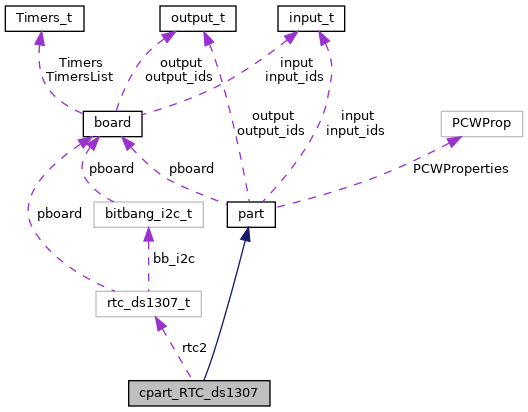 Timers_t
output_t
input_t
Timers
TimersList
output
output_ids
input
input_ids
board
output
output_ids
input
input_ids
PCWProp
pboard
pboard
PCWProperties
pboard
bitbang_i2c_t
part
bb_i2c
rtc_ds1307_t
rtc2
cpart_RTC_ds1307